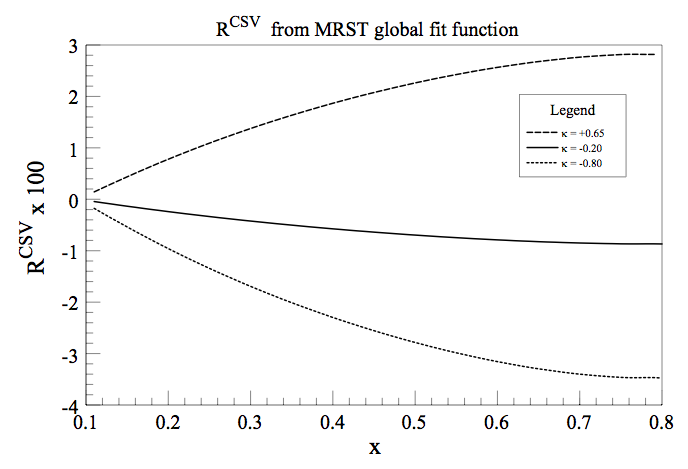 R^CSV from MRST global fit function
3
2
1
0
-1
-2
-3
-4
R^CSV x 100
Legend
κ = +0.65
κ = -0.20
κ = -0.80
0.1 0.2 0.3 0.4 0.5 0.6 0.7 0.8
x